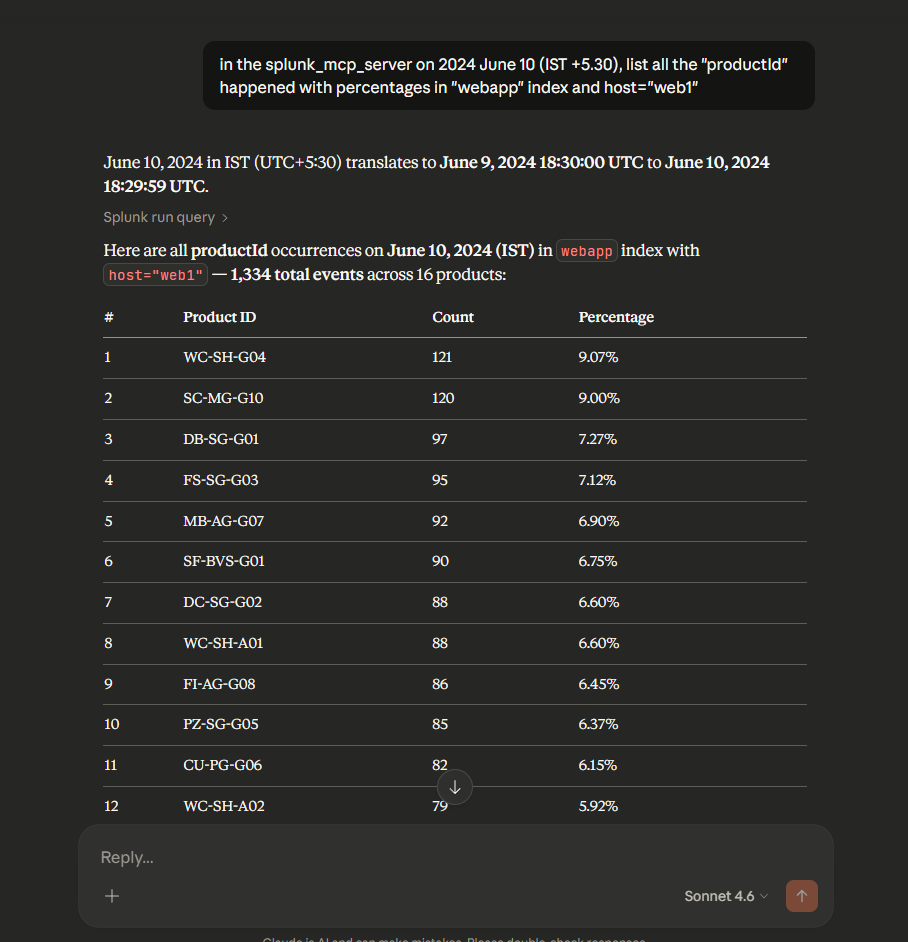 in the splunk_mcp_server on 2024 June 10 (IST +5.30), list all the "productId"
happened with percentages in "webapp" index and host="web1"
June 10, 2024 in IST (UTC+5:30) translates to June 9, 2024 18:30:00 UTC to June 10, 2024
18:29:59 UTC.
Splunk run query >
Here are all productId occurrences on June 10, 2024 (IST) in webapp index with
host="web1" — 1,334 total events across 16 products:
# Product ID Count Percentage
1 WC-SH-G04 121 9.07%
2 SC-MG-G10 120 9.00%
3 DB-SG-G01 97 7.27%
4 FS-SG-G03 95 7.12%
5 MB-AG-G07 92 6.90%
6 SF-BVS-G01 90 6.75%
7 DC-SG-G02 88 6.60%
8 WC-SH-A01 88 6.60%
9 FI-AG-G08 86 6.45%
10 PZ-SG-G05 85 6.37%
11 CU-PG-G06 82 6.15%
12 WC-SH-A02 79 5.92%
Reply...
Sonnet 4.6
Claude is AI and can make mistakes. Please double-check responses.